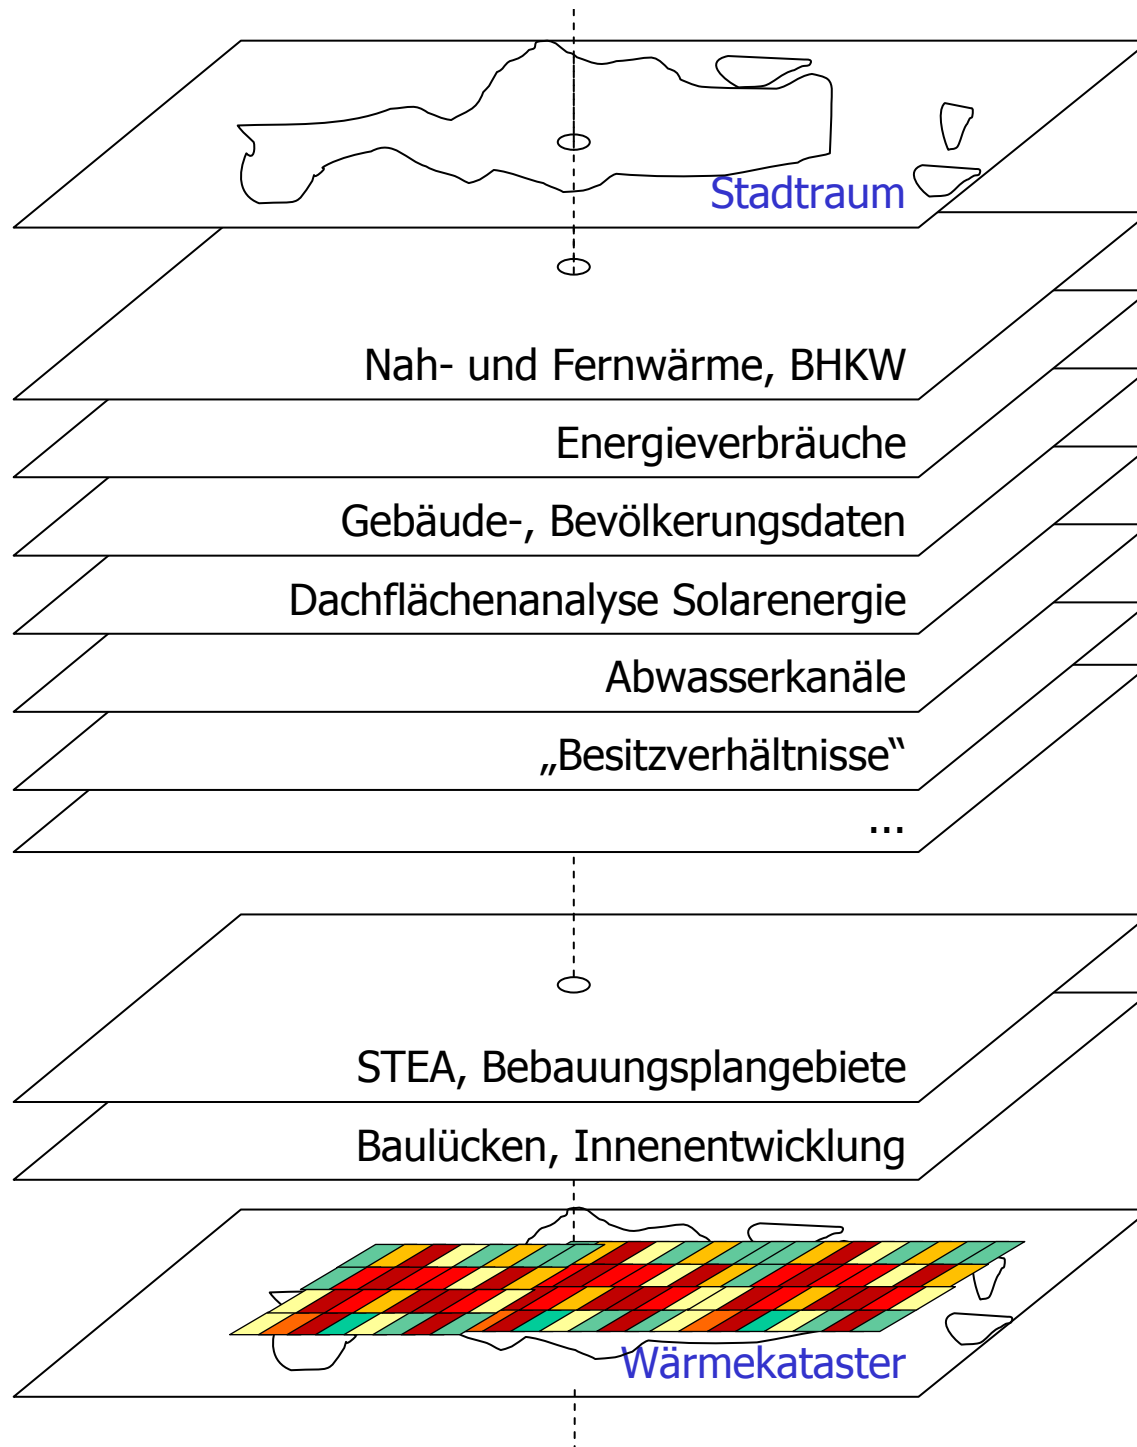 Stadtraum
Nah- und Fernwärme, BHKW
Energieverbräuche
Gebäude-, Bevölkerungsdaten
Dachflächenanalyse Solarenergie
Abwasserkanäle
„Besitzverhältnisse“
...
STEA, Bebauungsplangebiete
Baulücken, Innenentwicklung
Wärmekataster